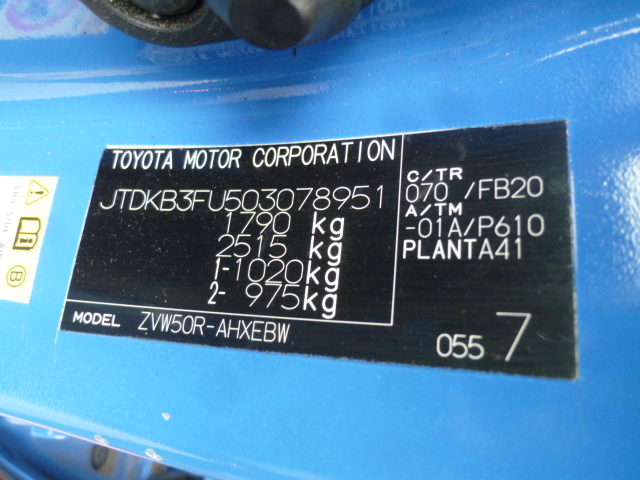 TOYOTA MOTOR CORPORATION
JTDKB3FU503078951
1790 kg
2515 kg
1-1020kg
2- 975kg
C/TR
070 /FB20
A/TM
-01A/P610
PLANTA41
MODEL ZVW50R-AHXEBW
055 7
B